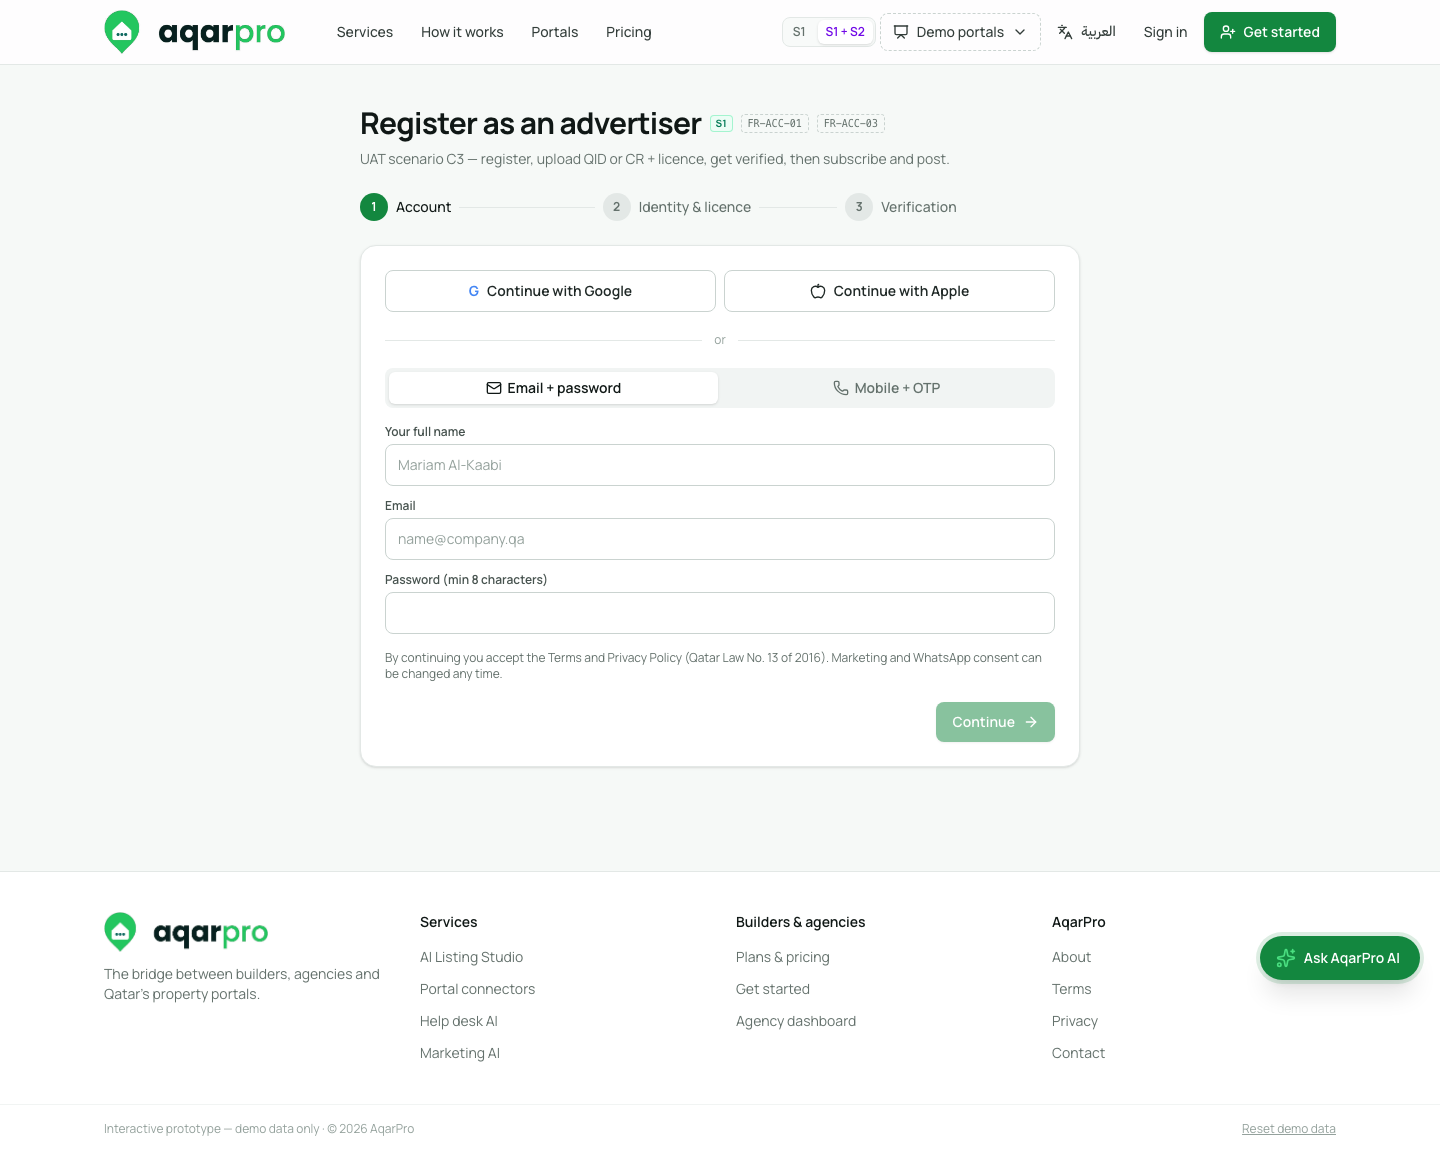 aqarpro
Services
How it works
Portals
Pricing
S1
S1 + S2
Demo portals
العربية
Sign in
Get started
Register as an advertiser S1 FR-ACC-01 FR-ACC-03
UAT scenario C3 — register, upload QID or CR + licence, get verified, then subscribe and post.
1 Account
2 Identity & licence
3 Verification
G Continue with Google
Continue with Apple
or
Email + password
Mobile + OTP
Your full name
Mariam Al-Kaabi
Email
name@company.qa
Password (min 8 characters)
By continuing you accept the Terms and Privacy Policy (Qatar Law No. 13 of 2016). Marketing and WhatsApp consent can
be changed any time.
Continue
aqarpro
The bridge between builders, agencies and
Qatar's property portals.
Services
AI Listing Studio
Portal connectors
Help desk AI
Marketing AI
Builders & agencies
Plans & pricing
Get started
Agency dashboard
AqarPro
About
Terms
Privacy
Contact
Ask AqarPro AI
Interactive prototype — demo data only · © 2026 AqarPro
Reset demo data